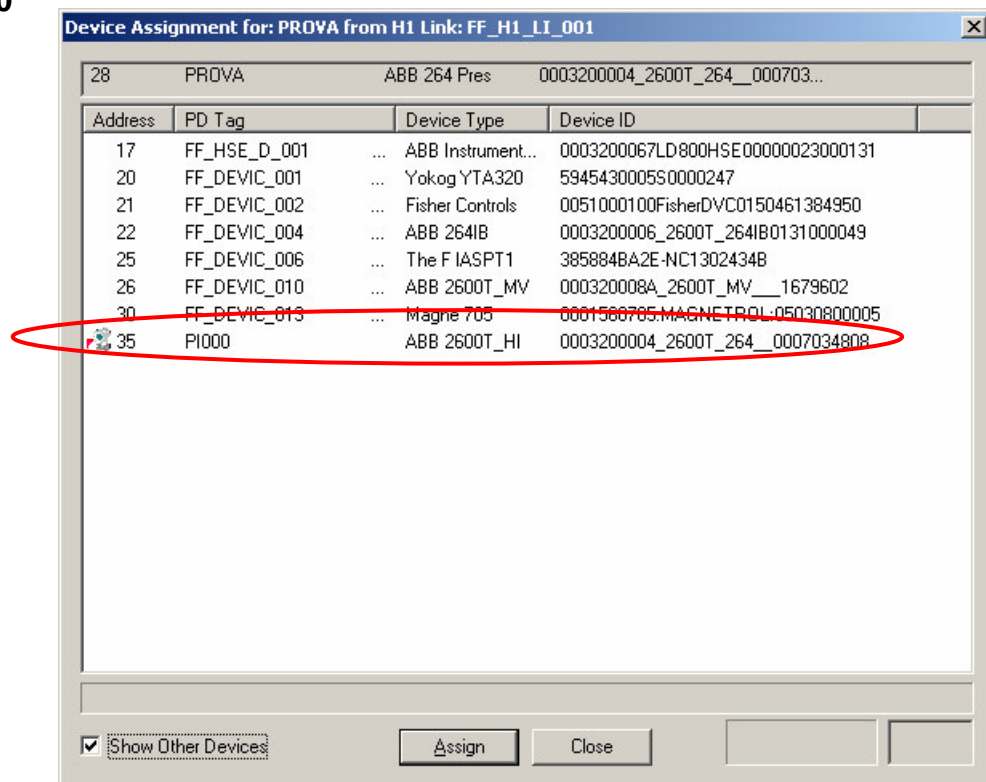 0
Device Assignment for: PROVA from H1 Link: FF_H1_LI_001
28 PROVA ABB 264 Pres 0003200004_2600T_264__000703...
Address PD Tag Device Type Device ID
17 FF_HSE_D_001 ... ABB Instrument... 0003200067LD800HSE00000023000131
20 FF_DEVIC_001 ... Yokog YTA320 5945430005S0000247
21 FF_DEVIC_002 ... Fisher Controls 0051000100FisherDVC0150461384950
22 FF_DEVIC_004 ... ABB 264IB 0003200006_2600T_264IB0131000049
25 FF_DEVIC_006 ... The F IASPT1 385884BA2E-NC1302434B
26 FF_DEVIC_010 ... ABB 2600T_MV 000320008A_2600T_MV___1679602
30 FF_DEVIC_013 ... Magne 705 0001580705:MAGNETROL:05030800005
35 PI000 ABB 2600T_HI 0003200004_2600T_264__0007034808
Show Other Devices Assign Close